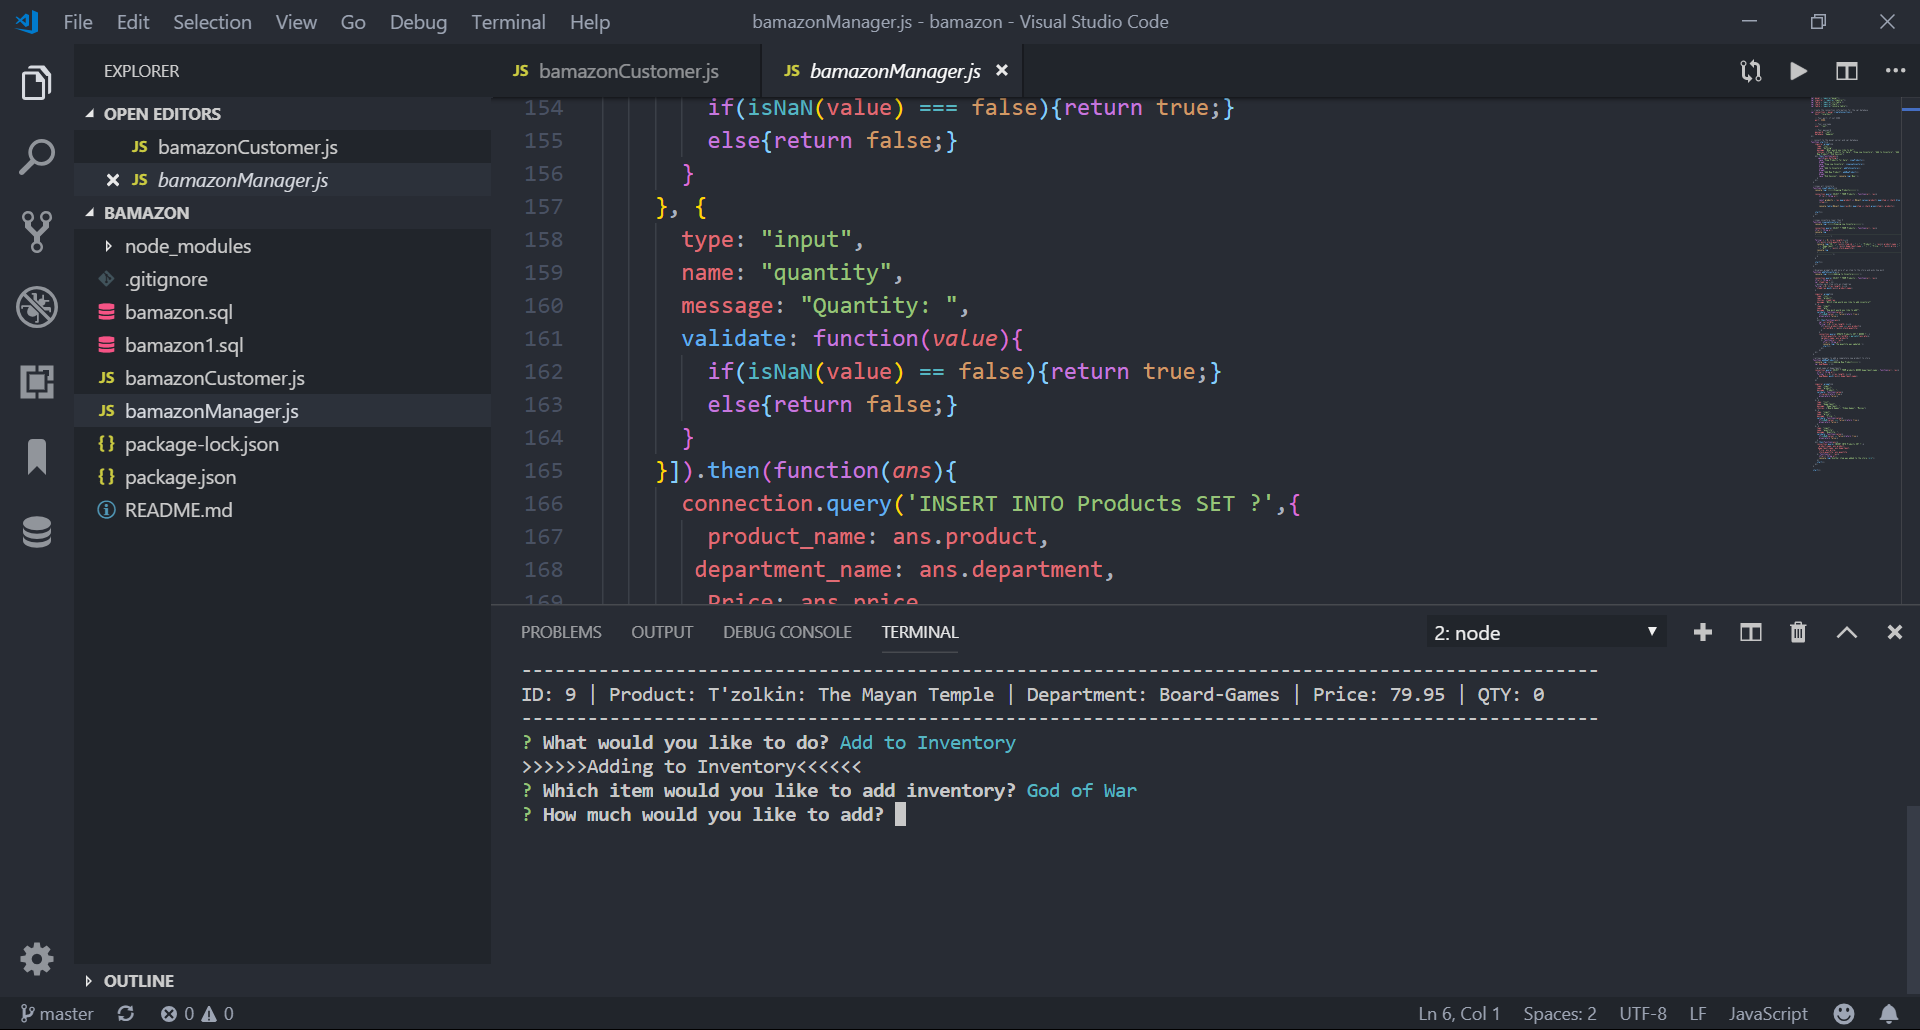 File Edit Selection View Go Debug Terminal Help
bamazonManager.js - bamazon - Visual Studio Code
EXPLORER
OPEN EDITORS
JS bamazonCustomer.js
JS bamazonManager.js
BAMAZON
node_modules
.gitignore
bamazon.sql
bamazon1.sql
JS bamazonCustomer.js
JS bamazonManager.js
{} package-lock.json
{} package.json
README.md
OUTLINE
JS bamazonCustomer.js
JS bamazonManager.js
154 if(isNaN(value) === false){return true;}
155 else{return false;}
156 }
157 }, {
158 type: "input",
159 name: "quantity",
160 message: "Quantity: ",
161 validate: function(value){
162 if(isNaN(value) == false){return true;}
163 else{return false;}
164 }
165 }]).then(function(ans){
166 connection.query('INSERT INTO Products SET ?',{
167 product_name: ans.product,
168 department_name: ans.department,
169 Price: ans.price,
PROBLEMS OUTPUT DEBUG CONSOLE TERMINAL
2: node
--------------------------------------------------------------------------------------------------
ID: 9 | Product: T'zolkin: The Mayan Temple | Department: Board-Games | Price: 79.95 | QTY: 0
--------------------------------------------------------------------------------------------------
? What would you like to do? Add to Inventory
>>>>>>Adding to Inventory<<<<<<
? Which item would you like to add inventory? God of War
? How much would you like to add?
master 0 0
Ln 6, Col 1 Spaces: 2 UTF-8 LF JavaScript